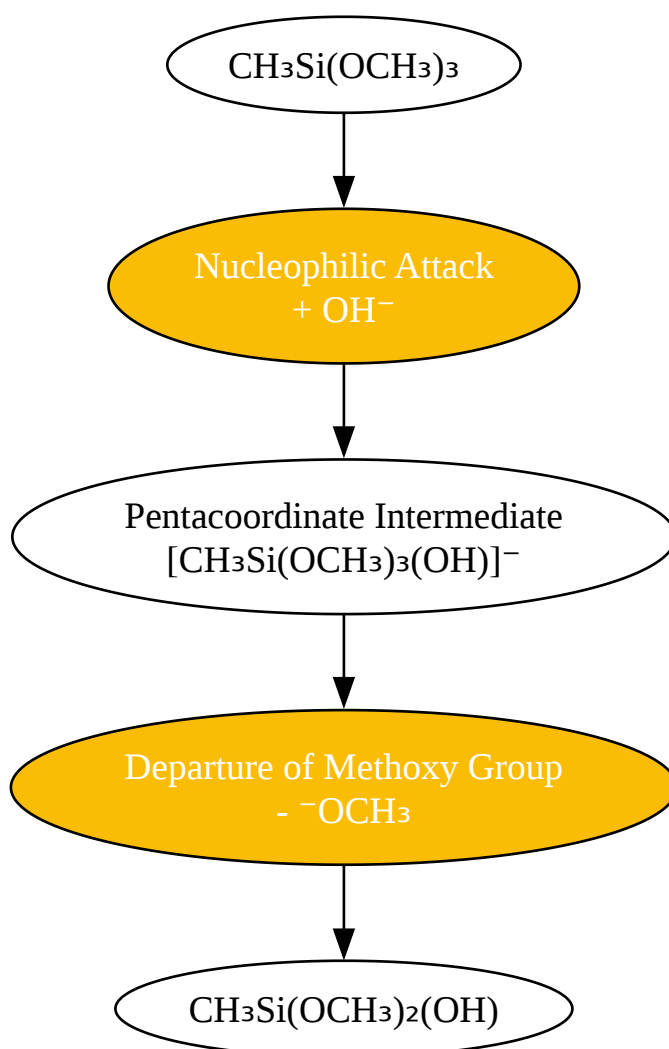 CH₃Si(OCH₃)₃
Nucleophilic Attack
+ OH⁻
Pentacoordinate Intermediate
[CH₃Si(OCH₃)₃(OH)]⁻
Departure of Methoxy Group
- ⁻OCH₃
CH₃Si(OCH₃)₂(OH)